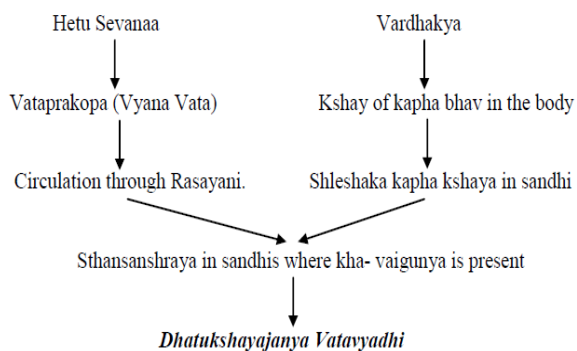 Hetu Sevanaa
Vardhakya
Vataprakopa (Vyana Vata)
Kshay of kapha bhav in the body
Circulation through Rasayani.
Shleshaka kapha kshaya in sandhi
Sthansanshraya in sandhis where kha- vaigunya is present
Dhatukshayajanya Vatavyadhi